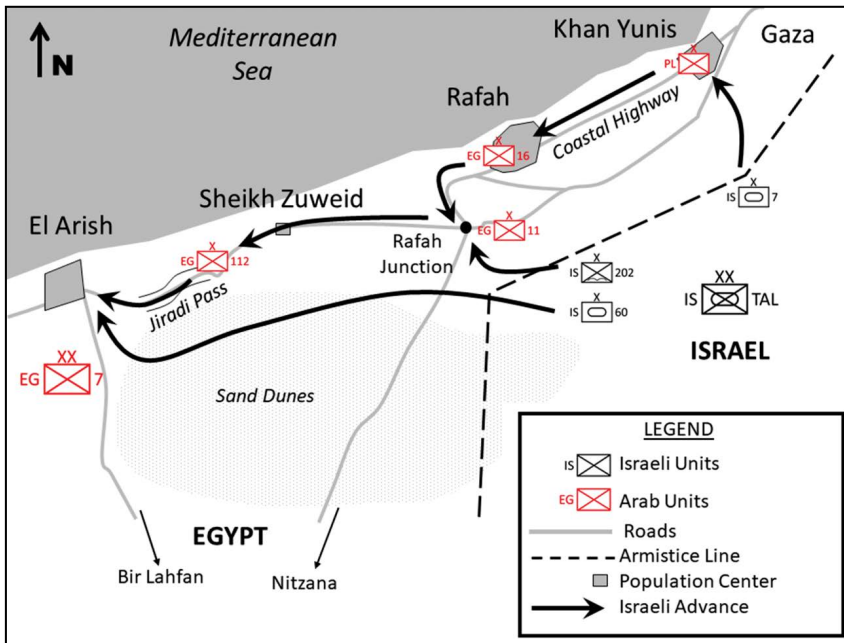 N
Mediterranean
Sea
Khan Yunis
Gaza
X
PL
Rafah
X
EG 16
Coastal Highway
X
IS 7
Sheikh Zuweid
El Arish
X
EG 112
Rafah
Junction
X
EG 11
X
IS 202
X
IS 60
XX
IS TAL
Jiradi Pass
ISRAEL
XX
EG 7
Sand Dunes
EGYPT
Bir Lahfan
Nitzana
LEGEND
IS Israeli Units
EG Arab Units
Roads
Armistice Line
Population Center
Israeli Advance